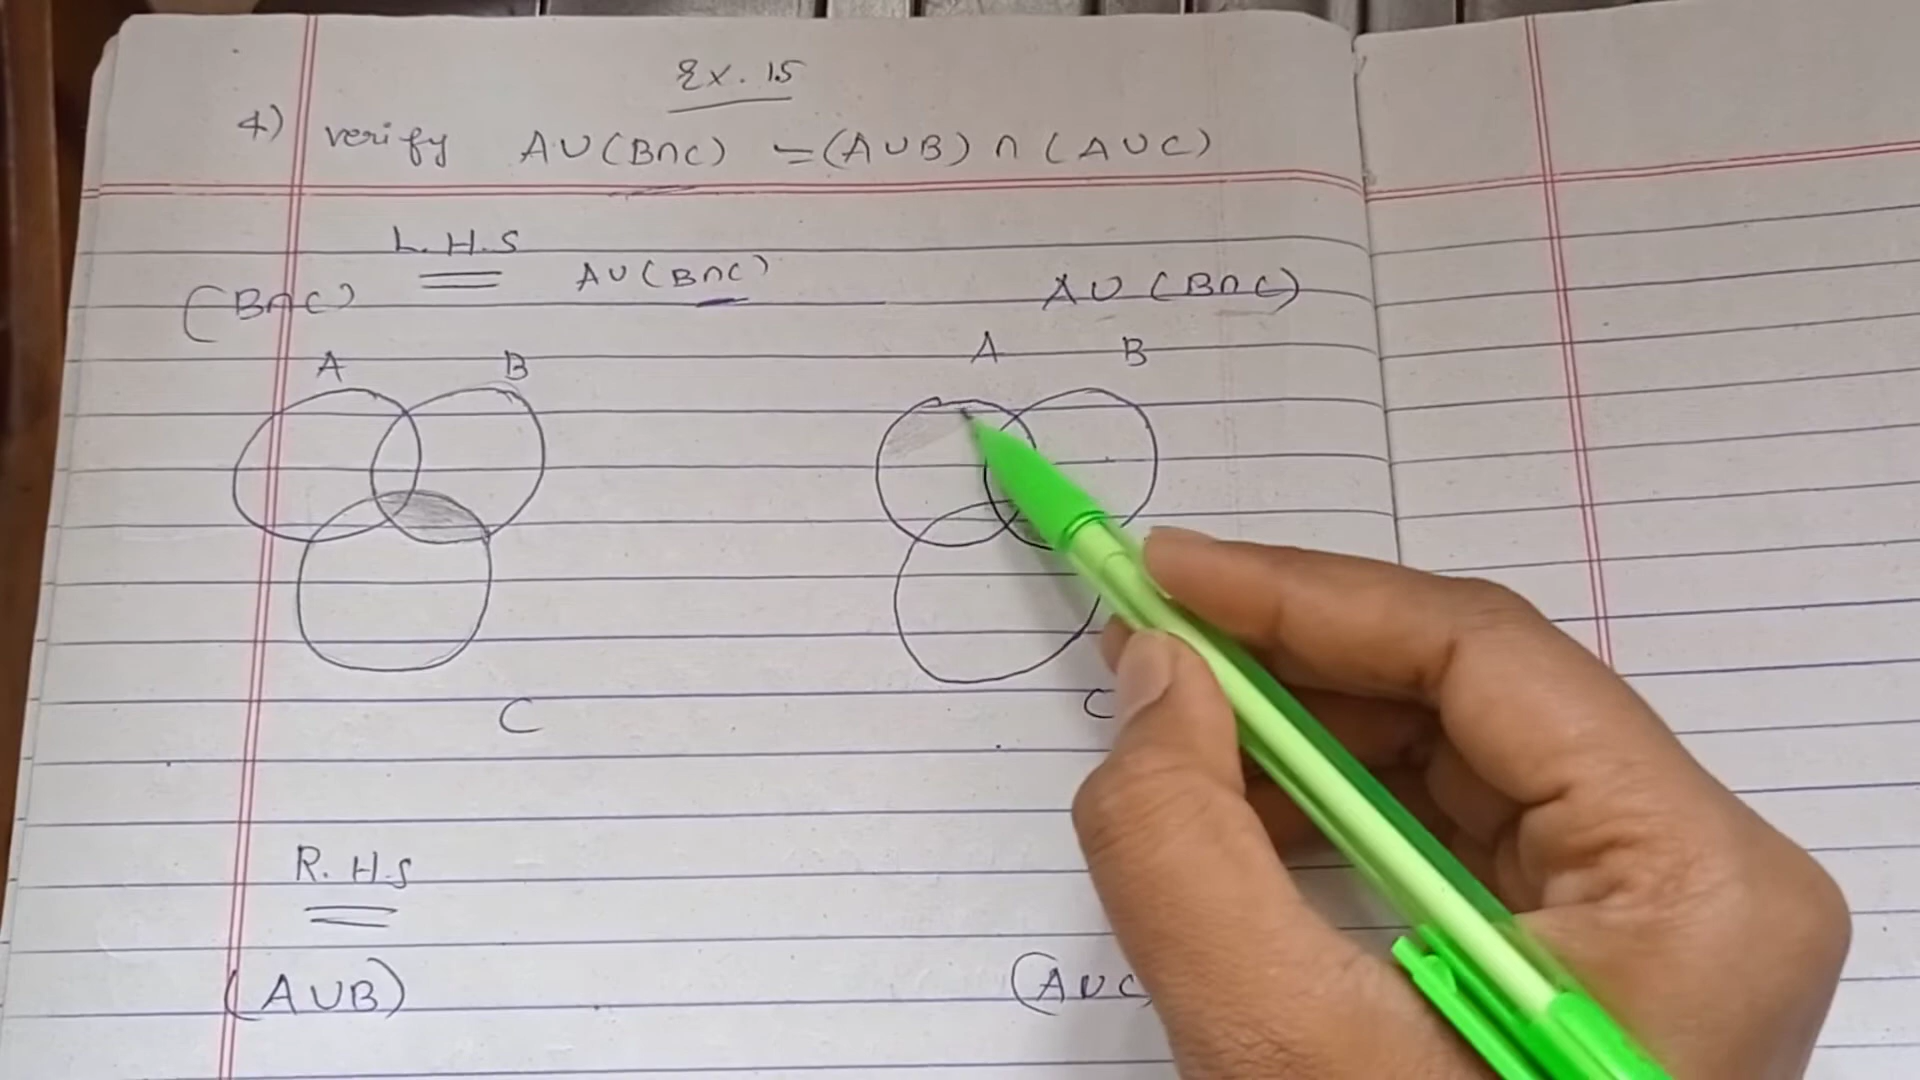 Ex. 15
4) verify A∪(B∩C) =(A∪B) ∩ (A∪C)
L.H.S
A∪(B∩C)
(B∩C)
A∪(B∩C)
A B
A B
C
C
R.H.S
(A∪B) (A∪C